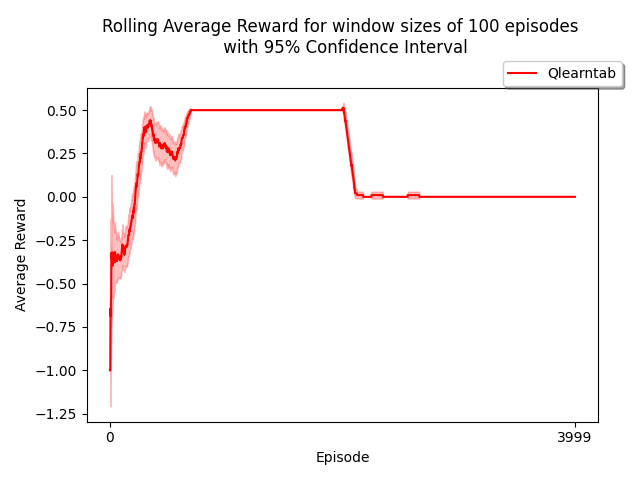 Rolling Average Reward for window sizes of 100 episodes
with 95% Confidence Interval
Qlearntab
0.50
0.25
0.00
−0.25
−0.50
−0.75
−1.00
−1.25
Average Reward
0
3999
Episode